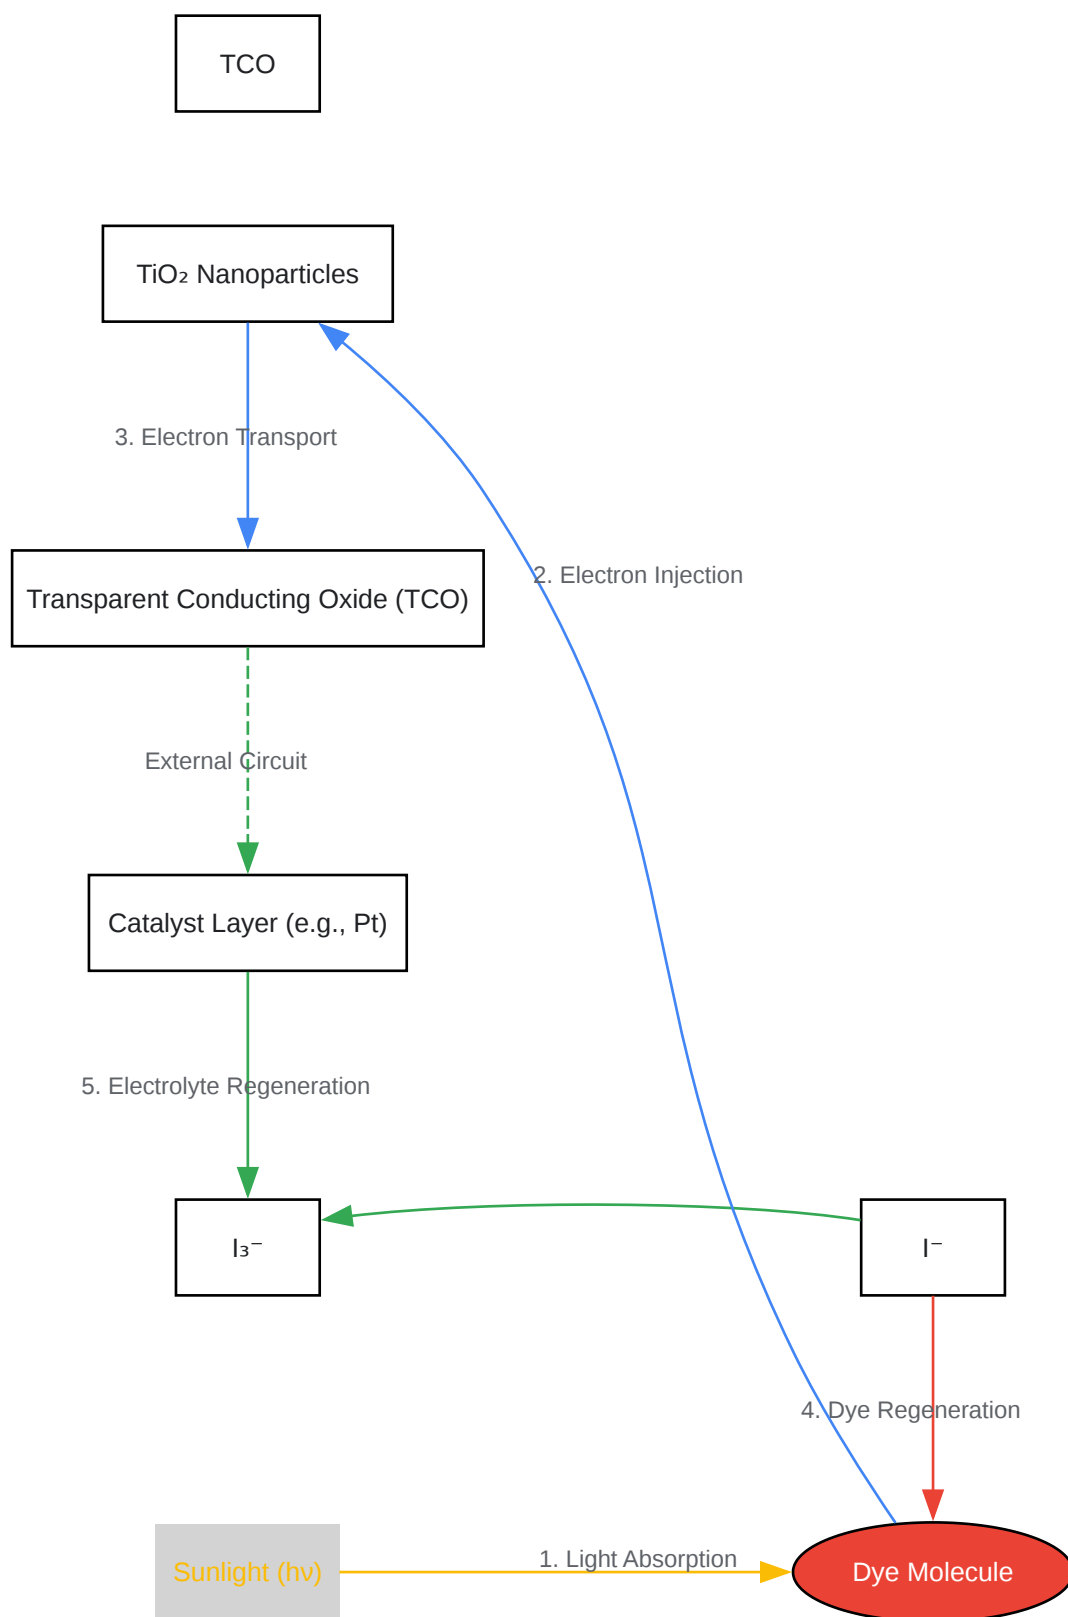 TCO
TiO₂ Nanoparticles
3. Electron Transport
2. Electron Injection
Transparent Conducting Oxide (TCO)
External Circuit
Catalyst Layer (e.g., Pt)
5. Electrolyte Regeneration
I₃⁻
I⁻
4. Dye Regeneration
Sunlight (hν)
1. Light Absorption
Dye Molecule